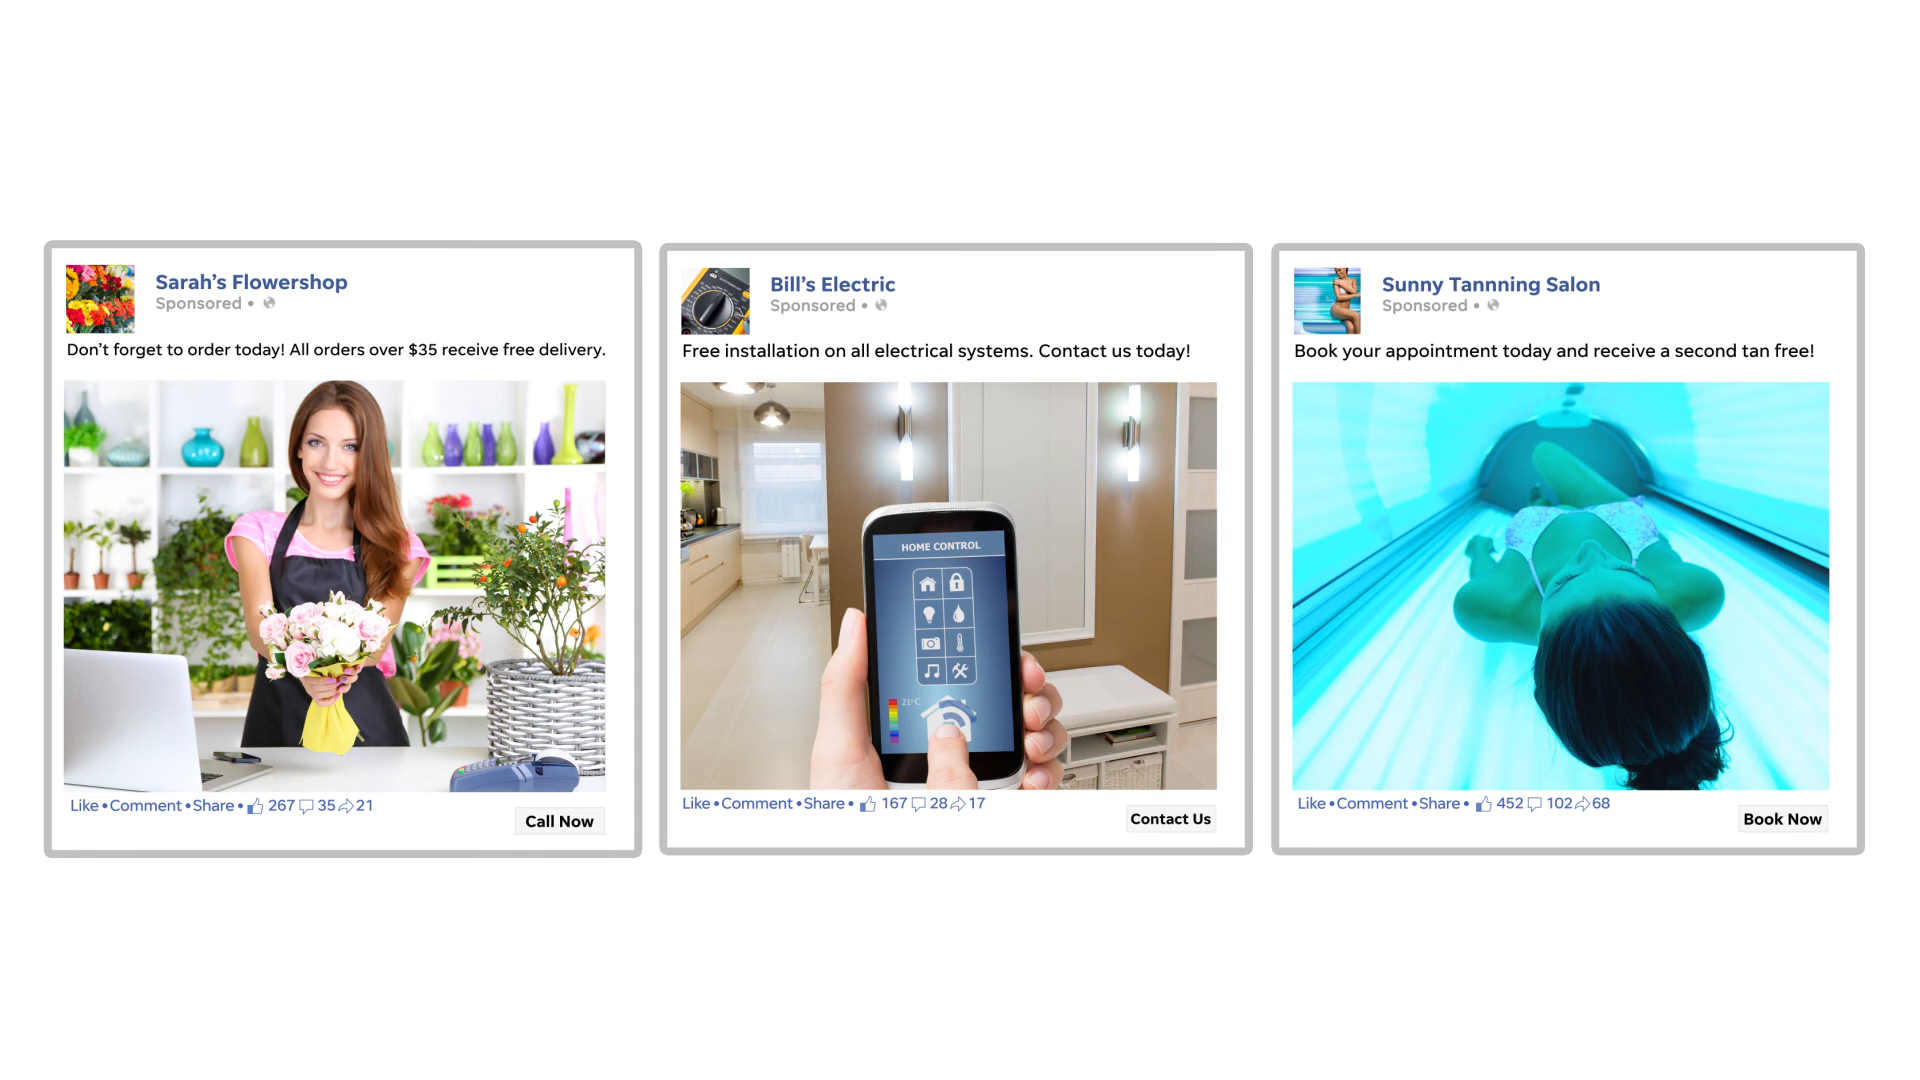 Sarah's Flowershop
Sponsored •
Don't forget to order today! All orders over $35 receive free delivery.
Like • Comment • Share • 267 35 21
Call Now
Bill's Electric
Sponsored •
Free installation on all electrical systems. Contact us today!
HOME CONTROL
21°C
Like • Comment • Share • 167 28 17
Contact Us
Sunny Tannning Salon
Sponsored •
Book your appointment today and receive a second tan free!
Like • Comment • Share • 452 102 68
Book Now